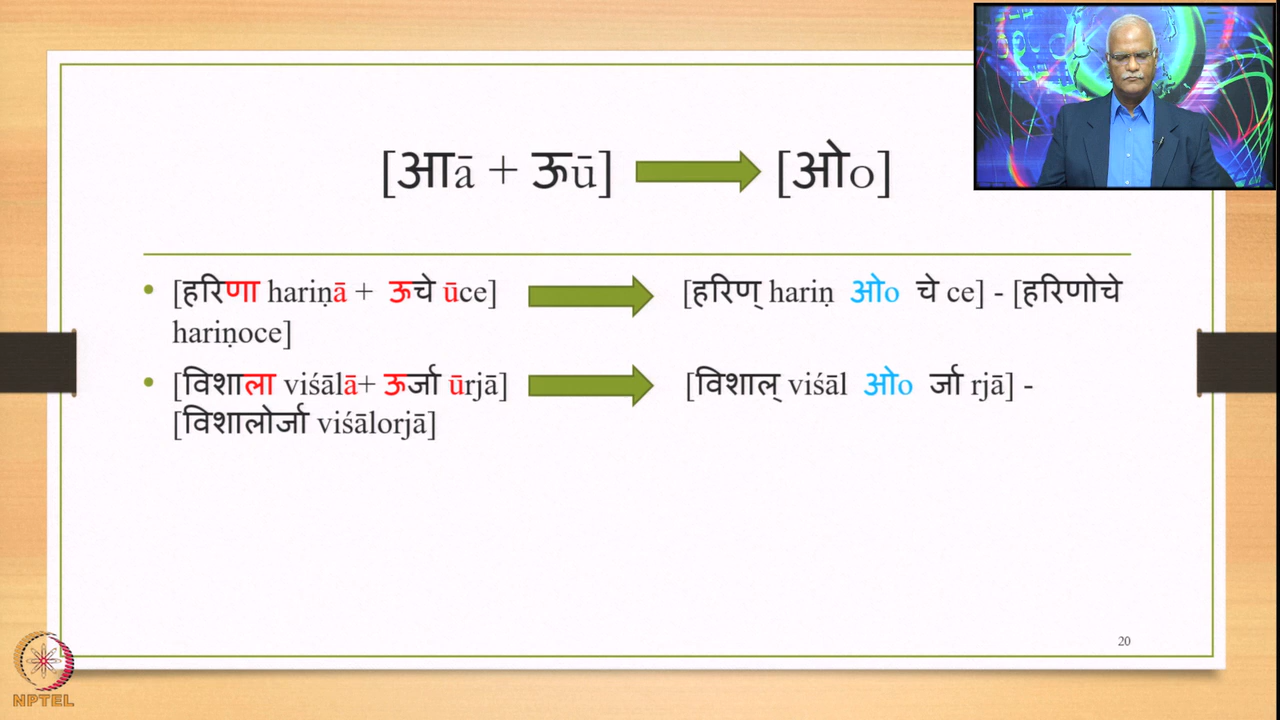 [आā + ऊū] [ओo]
• [हरिणा hariṇā + ऊचे ūce] [हरिण् hariṇ ओo चे ce] - [हरिणोचे
hariṇoce]
• [विशाला viśālā+ ऊर्जा ūrjā] [विशाल् viśāl ओo र्जा rjā] -
[विशालोर्जा viśālorjā]
20
NPTEL